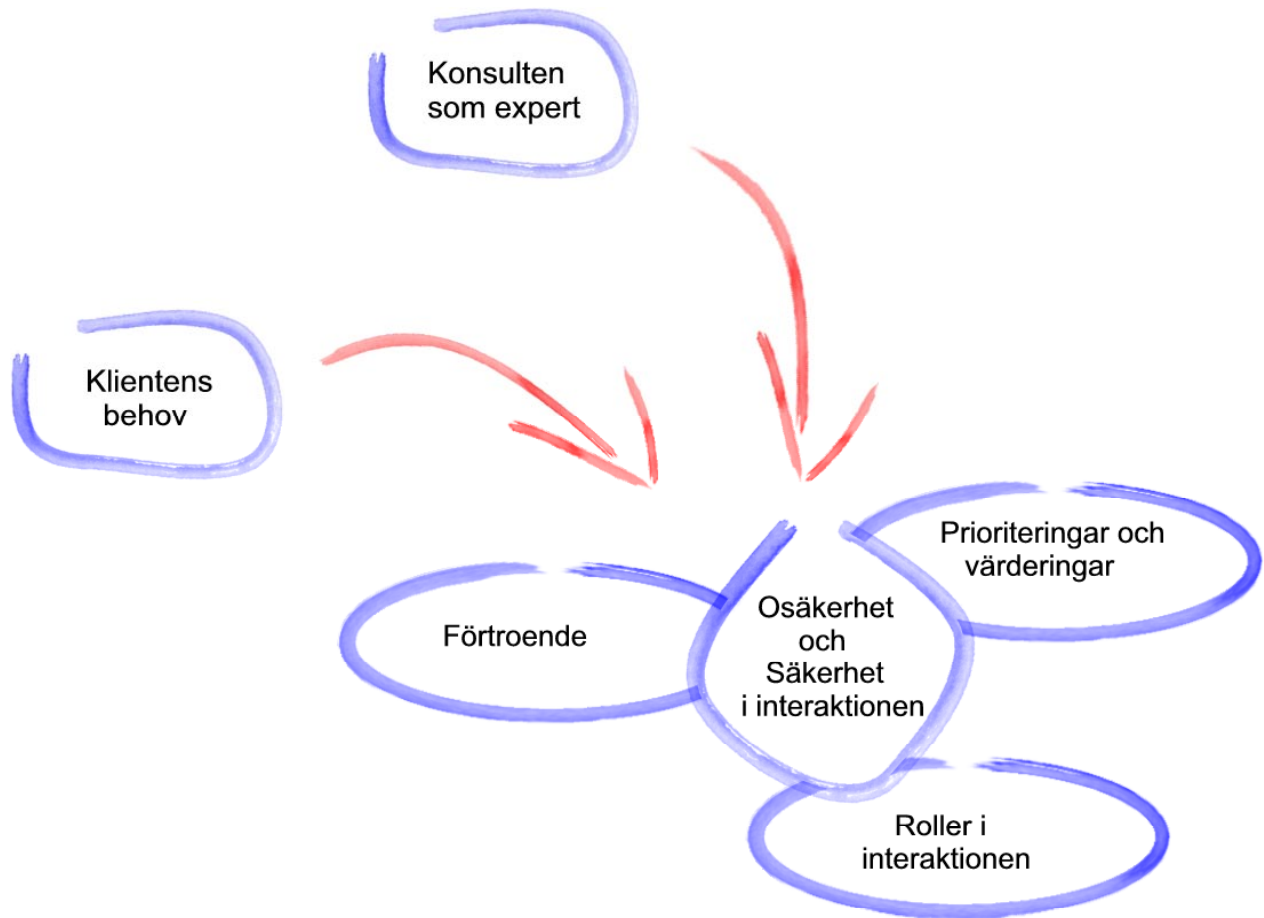 Konsulten
som expert
Klientens
behov
Prioriteringar och
värderingar
Förtroende
Osäkerhet
och
Säkerhet
i interaktionen
Roller i
interaktionen